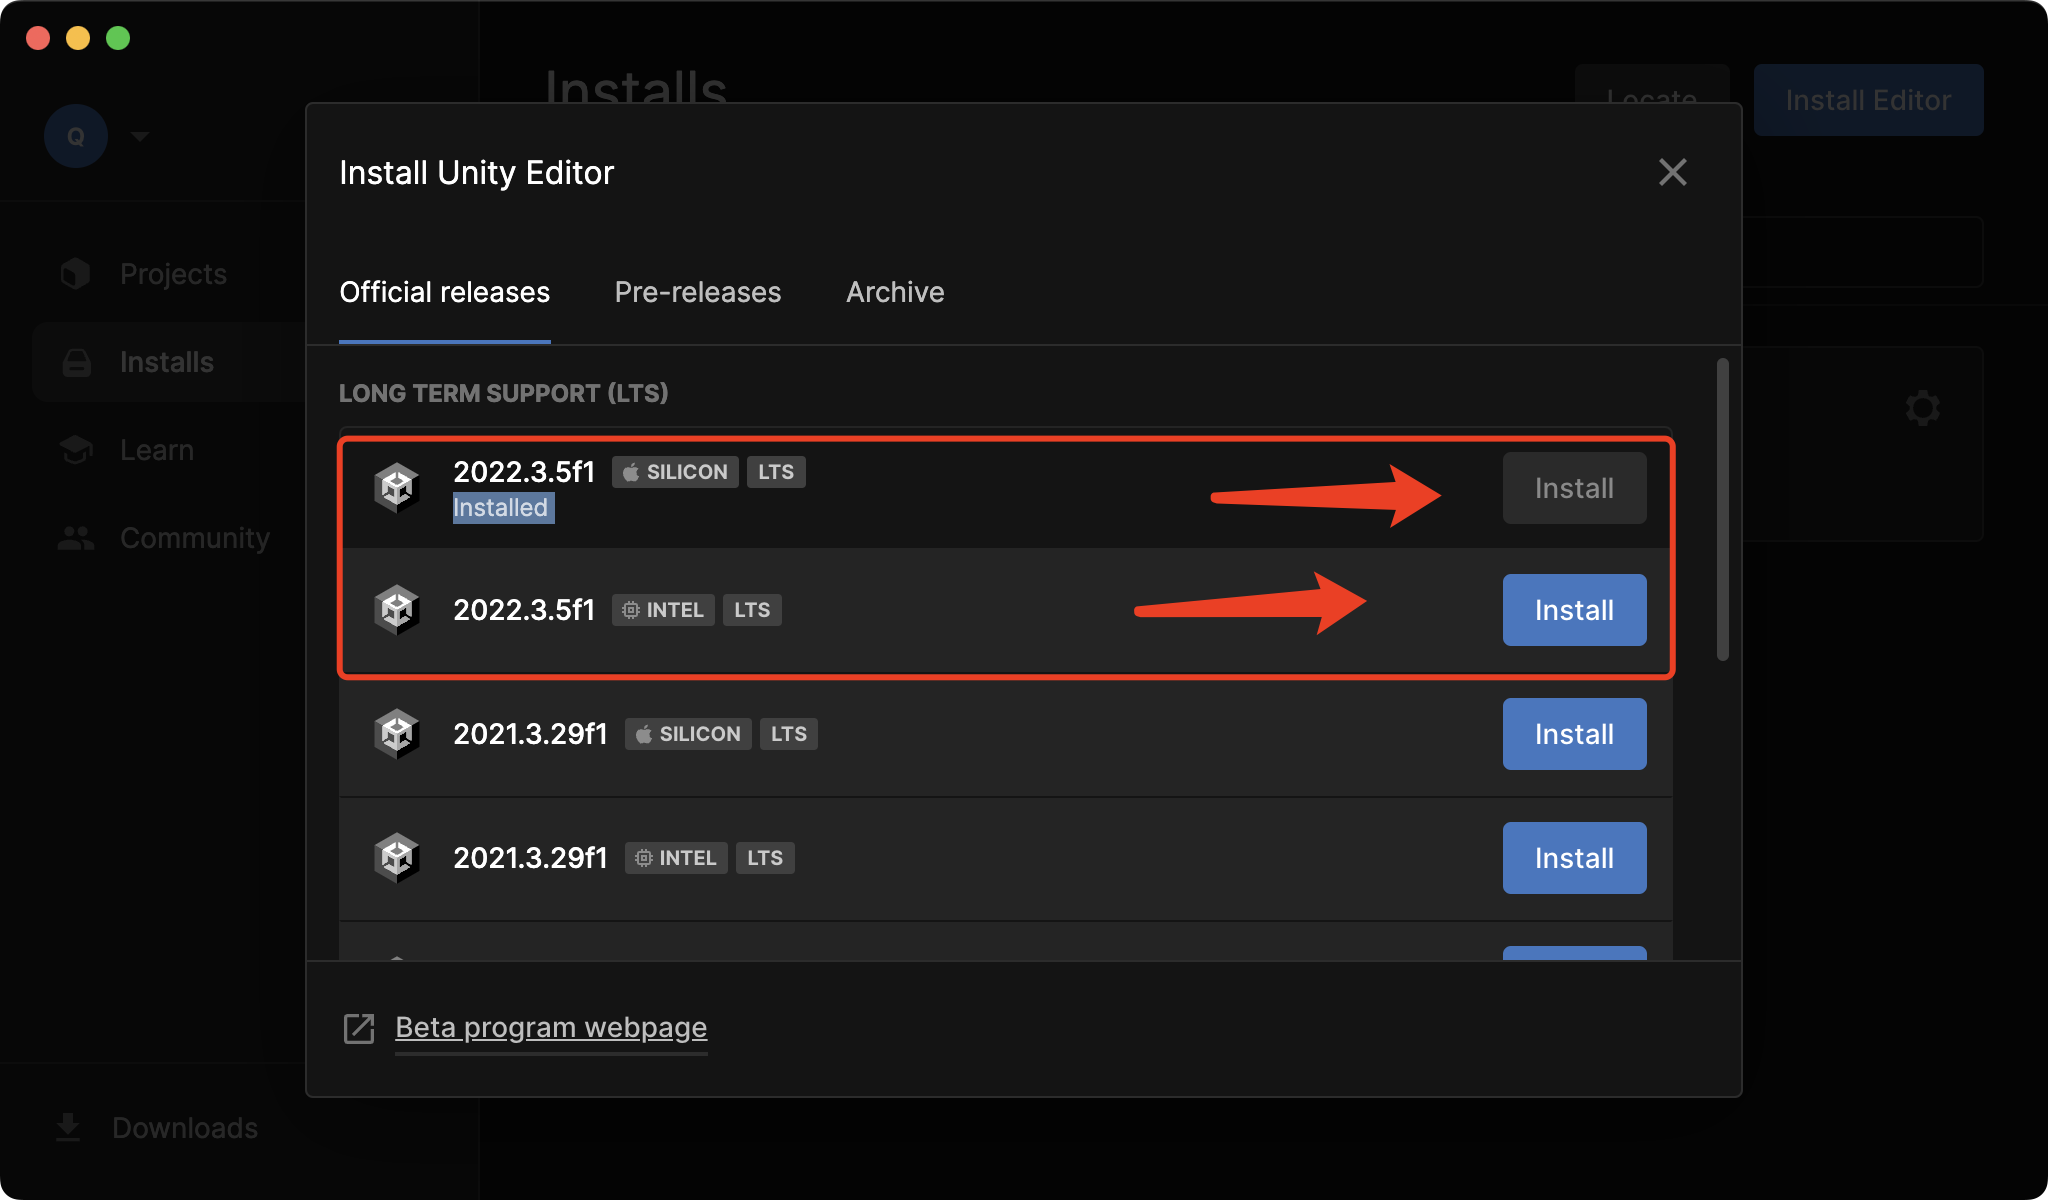 Installs
Locate
Install Editor
Q
Install Unity Editor
Projects
Official releases
Pre-releases
Archive
Installs
LONG TERM SUPPORT (LTS)
Learn
2022.3.5f1 SILICON LTS
Installed
Install
Community
2022.3.5f1 INTEL LTS
Install
2021.3.29f1 SILICON LTS
Install
2021.3.29f1 INTEL LTS
Install
Beta program webpage
Downloads